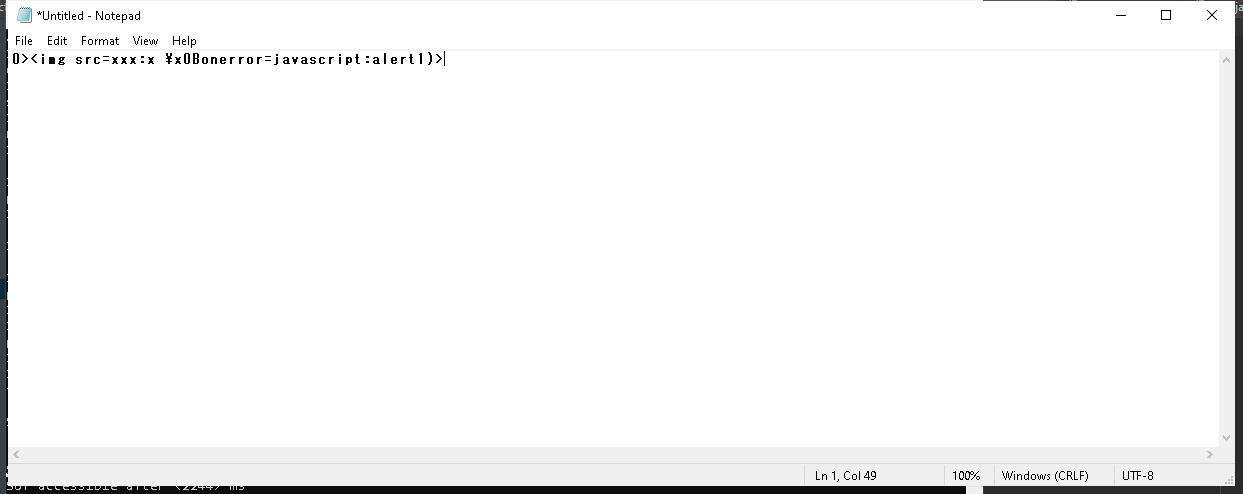 *Untitled - Notepad
File Edit Format View Help
0><img src=xxx:x ¥x0Bonerror=javascript:alert1)>
Ln 1, Col 49 100% Windows (CRLF) UTF-8
accessible after <2244> ms